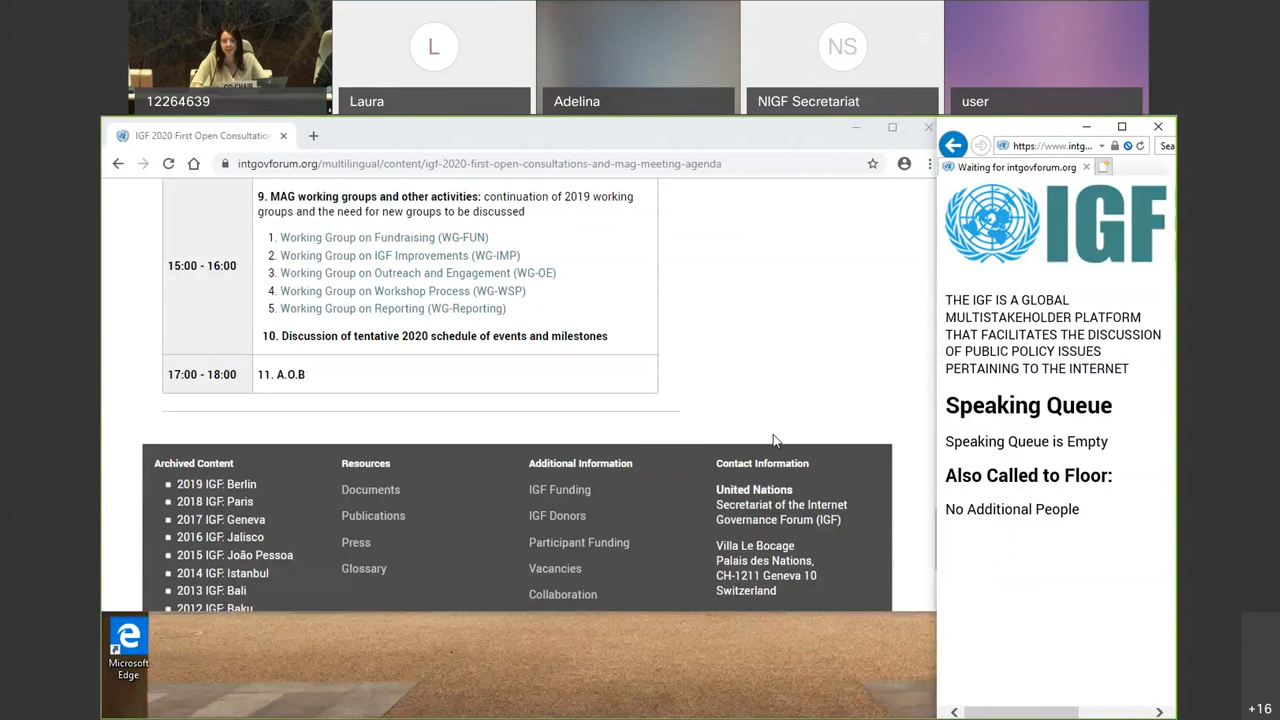 CO-CHAIR
L
NS
12264639
Laura
Adelina
NIGF Secretariat
user
IGF 2020 First Open Consultation
intgovforum.org/multilingual/content/igf-2020-first-open-consultations-and-mag-meeting-agenda
15:00 - 16:00
9. MAG working groups and other activities: continuation of 2019 working
groups and the need for new groups to be discussed
1. Working Group on Fundraising (WG-FUN)
2. Working Group on IGF Improvements (WG-IMP)
3. Working Group on Outreach and Engagement (WG-OE)
4. Working Group on Workshop Process (WG-WSP)
5. Working Group on Reporting (WG-Reporting)
10. Discussion of tentative 2020 schedule of events and milestones
17:00 - 18:00
11. A.O.B
Archived Content
2019 IGF: Berlin
2018 IGF: Paris
2017 IGF: Geneva
2016 IGF: Jalisco
2015 IGF: João Pessoa
2014 IGF: Istanbul
2013 IGF: Bali
2012 IGF: Baku
Resources
Documents
Publications
Press
Glossary
Additional Information
IGF Funding
IGF Donors
Participant Funding
Vacancies
Collaboration
Contact Information
United Nations
Secretariat of the Internet
Governance Forum (IGF)
Villa Le Bocage
Palais des Nations,
CH-1211 Geneva 10
Switzerland
Microsoft
Edge
https://www.intg...
Sea
Waiting for intgovforum.org
IGF
THE IGF IS A GLOBAL
MULTISTAKEHOLDER PLATFORM
THAT FACILITATES THE DISCUSSION
OF PUBLIC POLICY ISSUES
PERTAINING TO THE INTERNET
Speaking Queue
Speaking Queue is Empty
Also Called to Floor:
No Additional People
+16